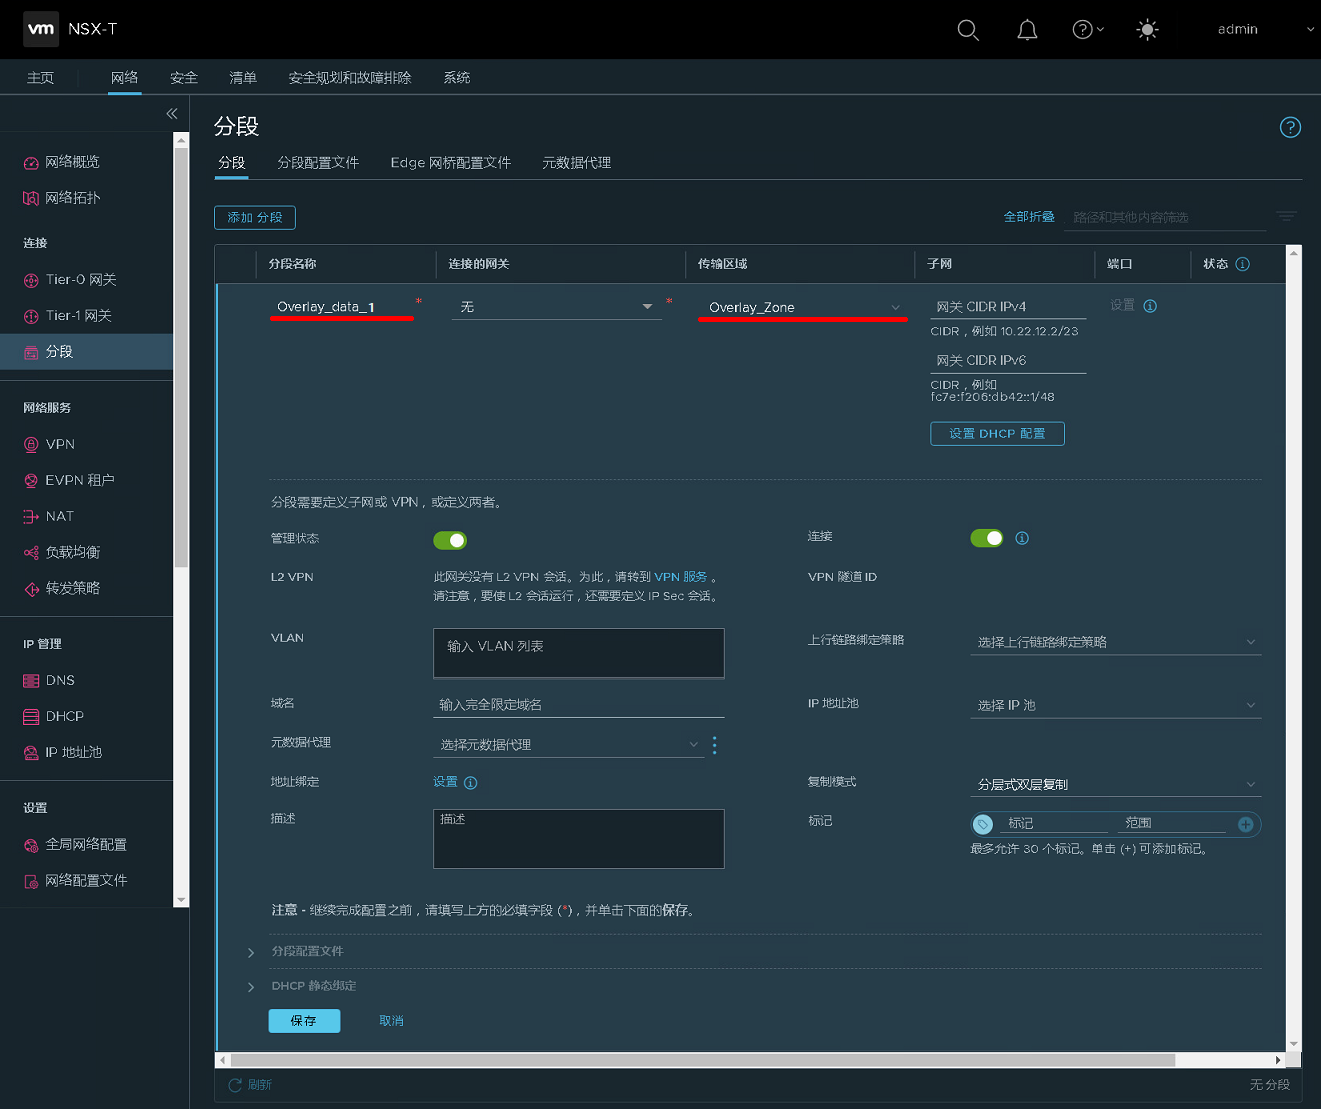 vm NSX-T
admin
主页 网络 安全 清单 安全规划和故障排除 系统
网络概览
网络拓扑
连接
Tier-0 网关
Tier-1 网关
分段
网络服务
VPN
EVPN 租户
NAT
负载均衡
转发策略
IP 管理
DNS
DHCP
IP 地址池
设置
全局网络配置
网络配置文件
分段
分段 分段配置文件 Edge 网桥配置文件 元数据代理
添加 分段 全部折叠 路径和其他内容筛选
分段名称 连接的网关 传输区域 子网 端口 状态
Overlay_data_1 * 无 * Overlay_Zone 网关 CIDR IPv4 设置
CIDR，例如 10.22.12.2/23
网关 CIDR IPv6
CIDR，例如
fc7e:f206:db42::1/48
设置 DHCP 配置
分段需要定义子网或 VPN，或定义两者。
管理状态 连接
L2 VPN 此网关没有 L2 VPN 会话。为此，请转到 VPN 服务 。 VPN 隧道 ID
请注意，要使 L2 会话运行，还需要定义 IP Sec 会话。
VLAN 输入 VLAN 列表 上行链路绑定策略 选择上行链路绑定策略
域名 输入完全限定域名 IP 地址池 选择 IP 池
元数据代理 选择元数据代理
地址绑定 设置 复制模式 分层式双层复制
描述 描述 标记 标记 范围
最多允许 30 个标记。单击 (+) 可添加标记。
注意 - 继续完成配置之前，请填写上方的必填字段 (*)，并单击下面的保存。
分段配置文件
DHCP 静态绑定
保存 取消
刷新 无 分段